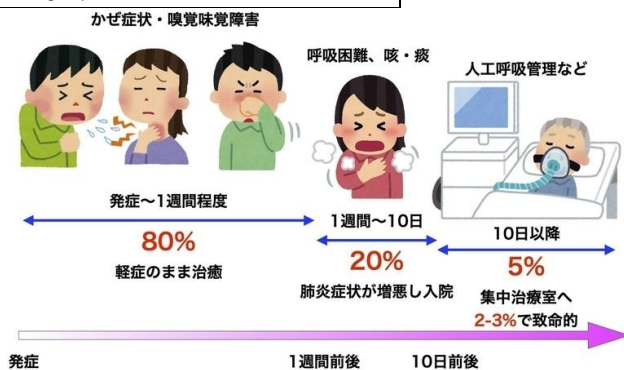 かぜ症状・嗅覚味覚障害
呼吸困難、咳・痰
人工呼吸管理など
発症〜1週間程度
80%
軽症のまま治癒
1週間〜10日
20%
肺炎症状が増悪し入院
10日以降
5%
集中治療室へ
2-3%で致命的
発症
1週間前後
10日前後